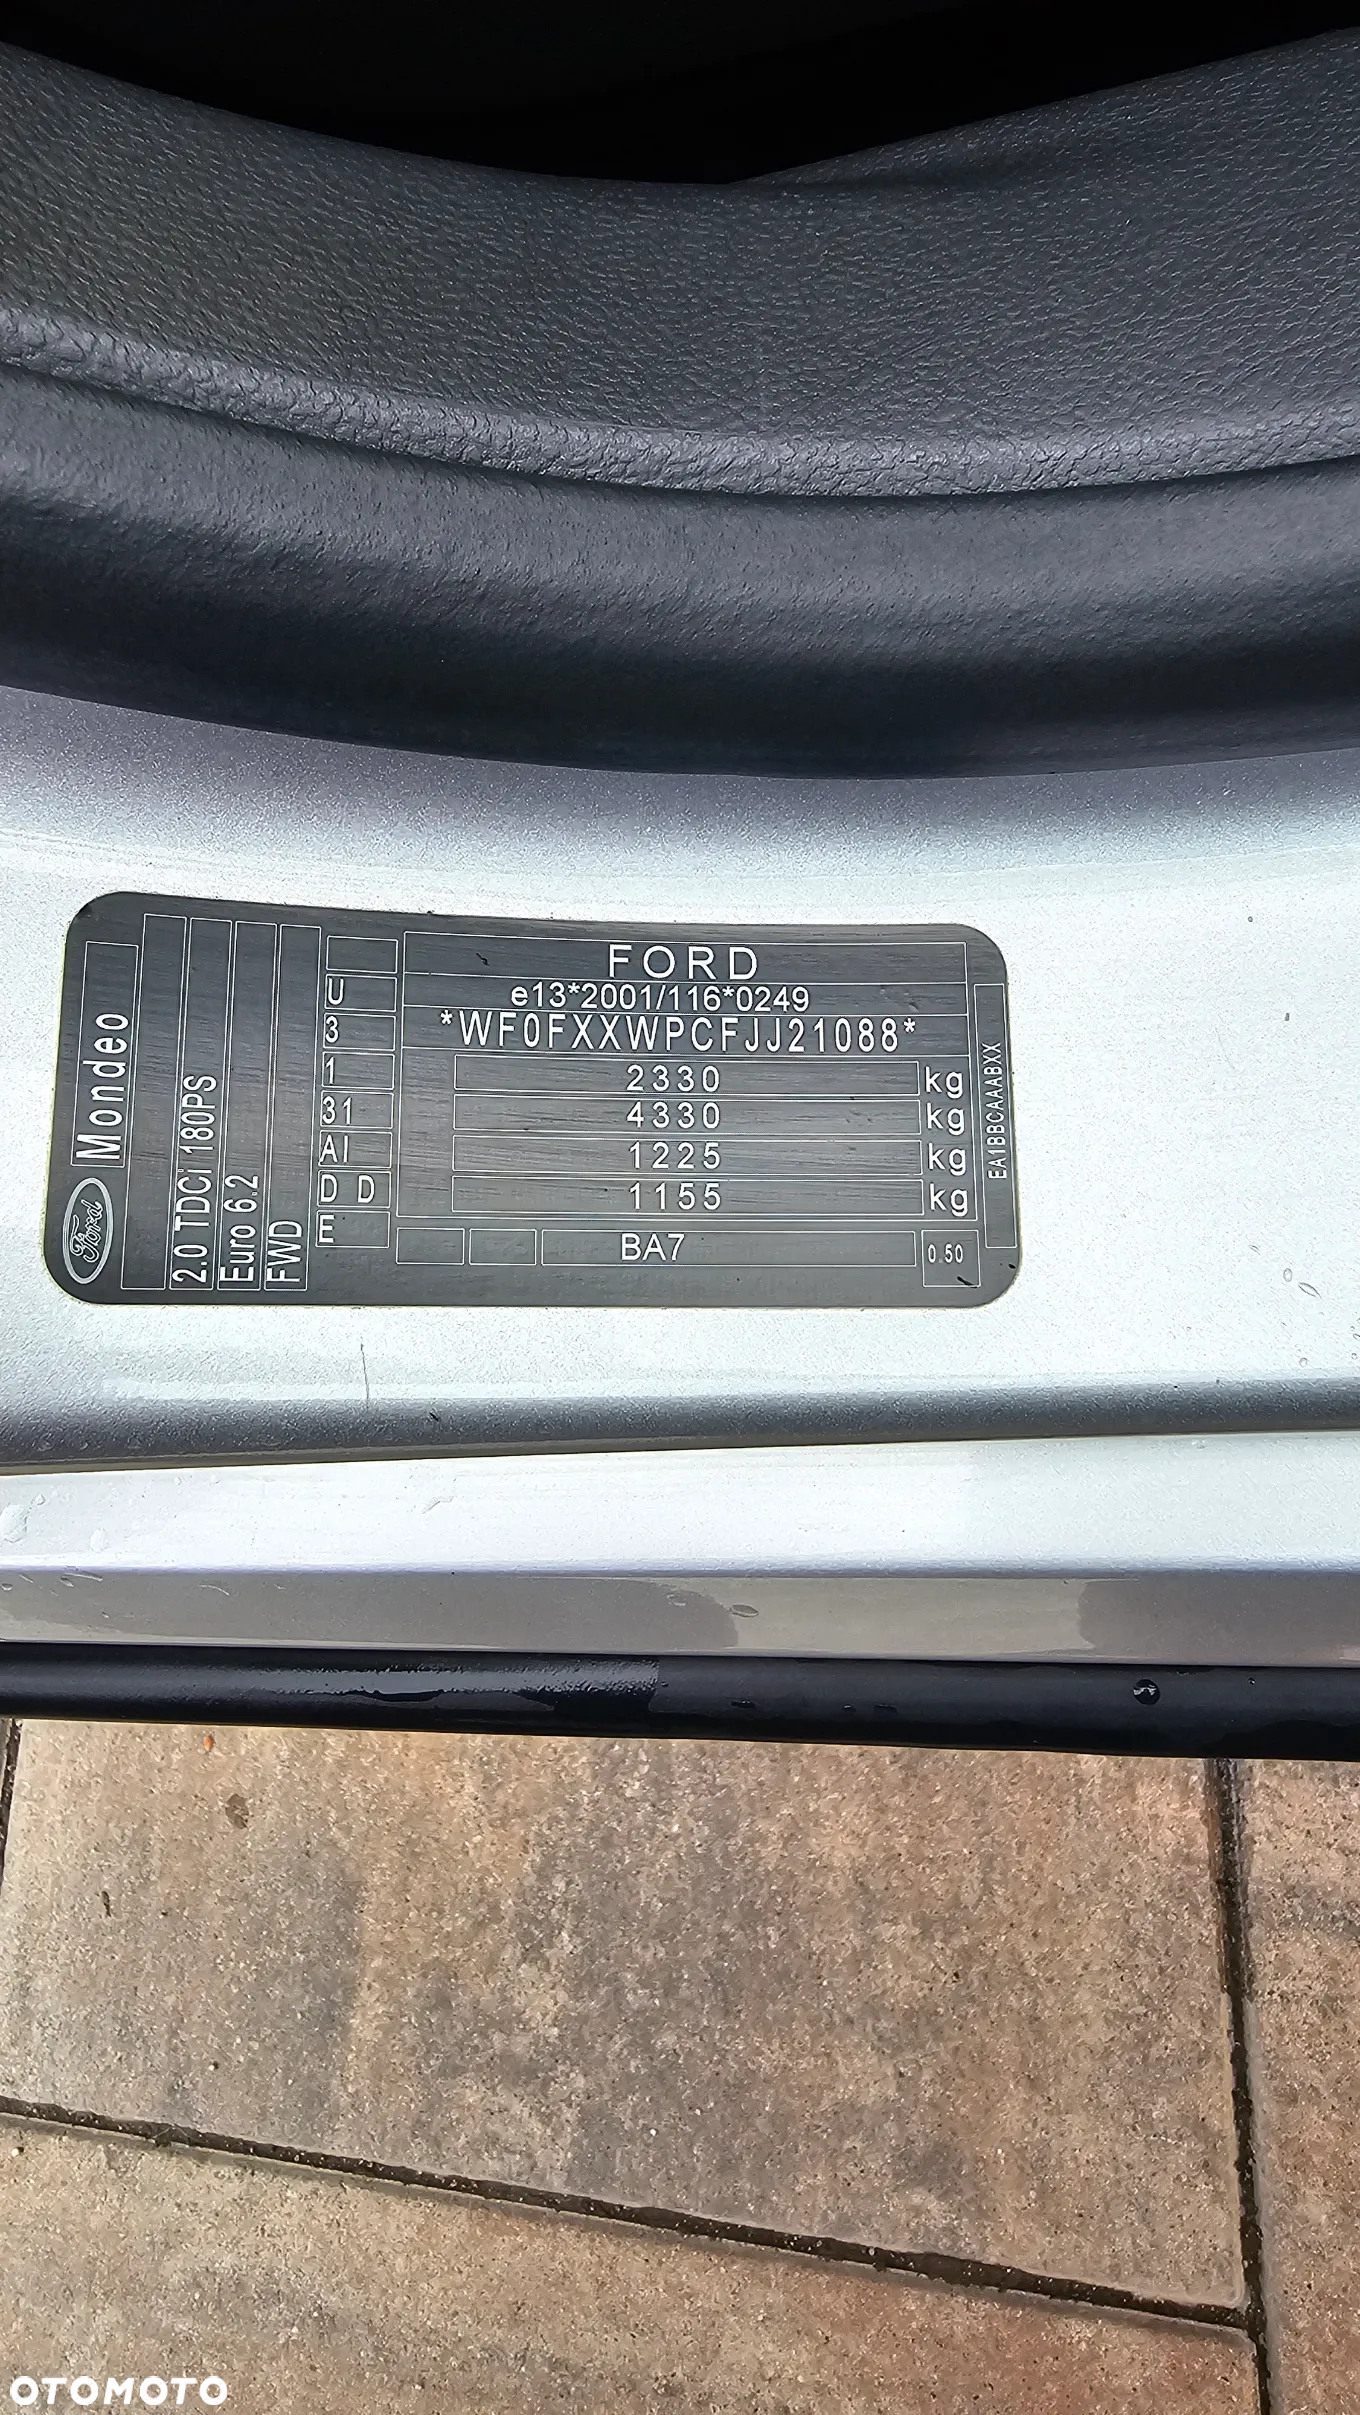 FORD
e13*2001/116*0249
*WF0FXXWPCFJJ21088*
2330 kg
4330 kg
1225 kg
1155 kg
BA7
0.50
EA1BBCAAABXX
U
3
1
31
AI
D D
E
Ford Mondeo
2.0 TDCi 180PS
Euro 6.2
FWD
OTOMOTO